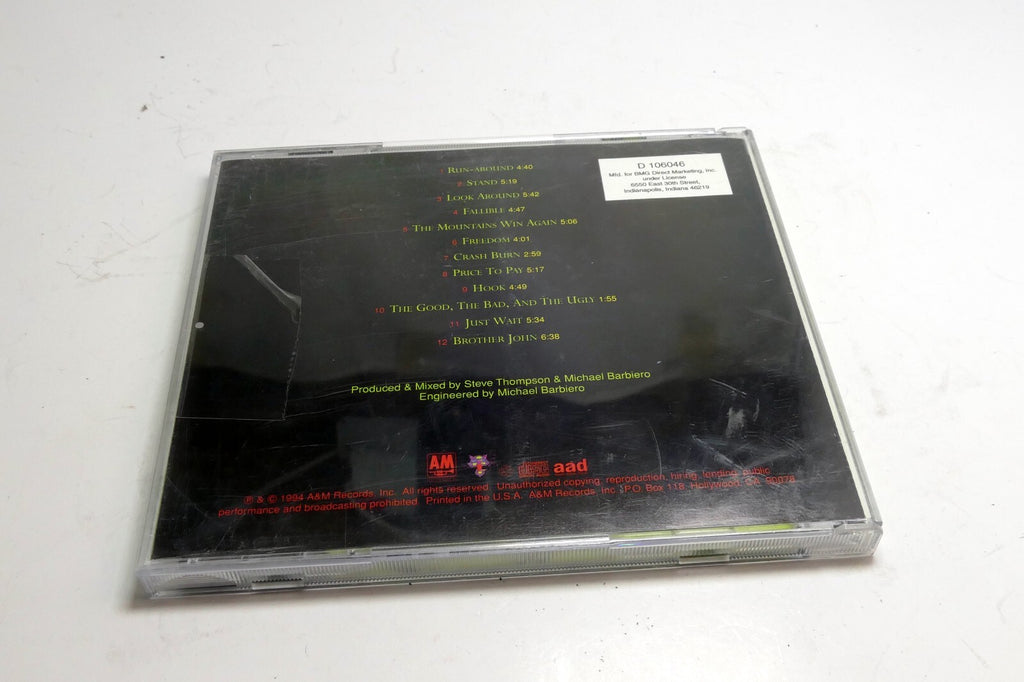 D 106046
Mfd. for BMG Direct Marketing, Inc.
under License
6550 East 30th Street,
Indianapolis, Indiana 46219
1 Run-around 4:40
2 Stand 5:19
3 Look Around 5:42
4 Fallible 4:47
5 The Mountains Win Again 5:06
6 Freedom 4:01
7 Crash Burn 2:59
8 Price To Pay 5:17
9 Hook 4:49
10 The Good, The Bad, And The Ugly 1:55
11 Just Wait 5:34
12 Brother John 6:38
Produced & Mixed by Steve Thompson & Michael Barbiero
Engineered by Michael Barbiero
AM
aad
℗ & © 1994 A&M Records, Inc. All rights reserved. Unauthorized copying, reproduction, hiring, lending, public
performance and broadcasting prohibited. Printed in the U.S.A. A&M Records, Inc. P.O. Box 118, Hollywood, CA 90078